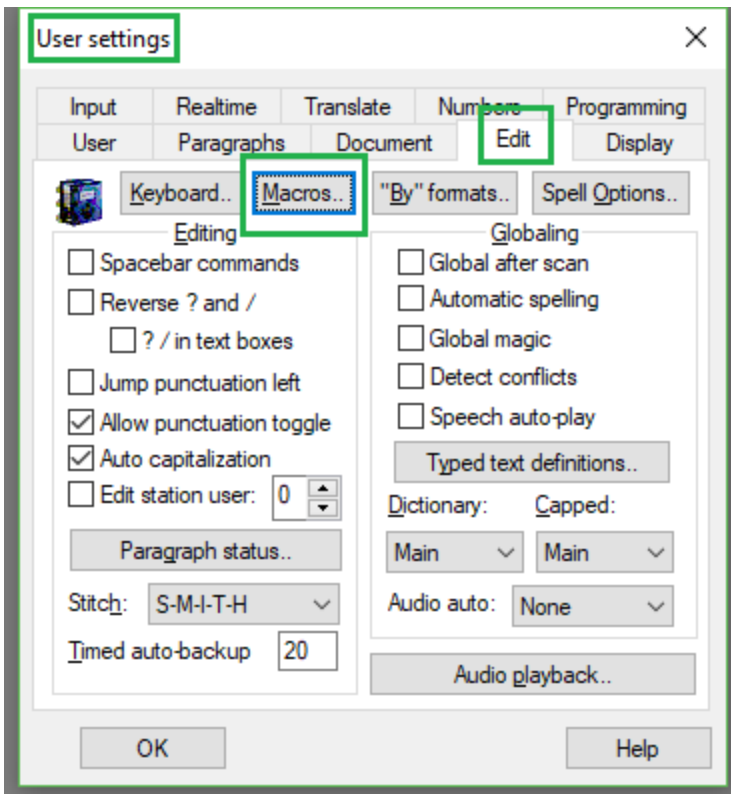 User settings
Input Realtime Translate Numbers Programming
User Paragraphs Document Edit Display
Keyboard.. Macros.. "By" formats.. Spell Options..
Editing
Spacebar commands
Reverse ? and /
? / in text boxes
Jump punctuation left
Allow punctuation toggle
Auto capitalization
Edit station user: 0
Paragraph status..
Stitch: S-M-I-T-H
Timed auto-backup 20
Globaling
Global after scan
Automatic spelling
Global magic
Detect conflicts
Speech auto-play
Typed text definitions..
Dictionary: Capped:
Main Main
Audio auto: None
Audio playback..
OK Help